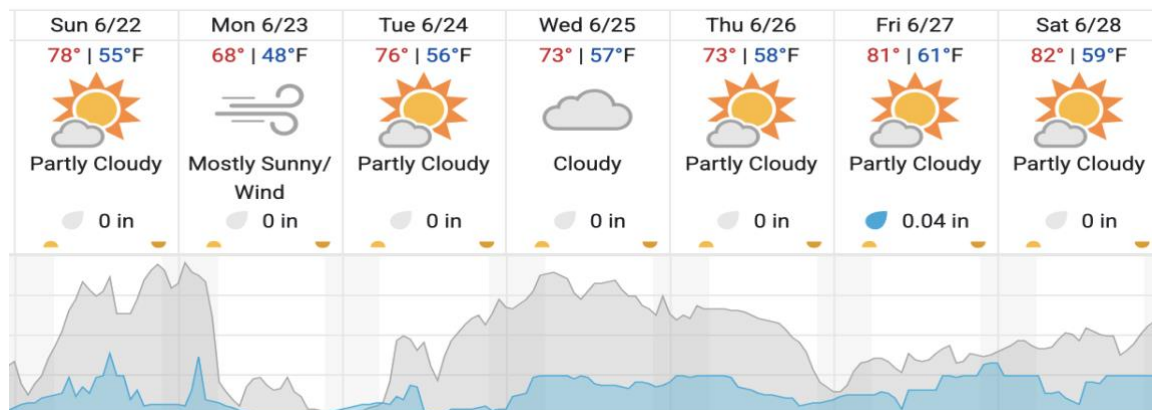 Sun 6/22
Mon 6/23
Tue 6/24
Wed 6/25
Thu 6/26
Fri 6/27
Sat 6/28
78° | 55°F
68° | 48°F
76° | 56°F
73° | 57°F
73° | 58°F
81° | 61°F
82° | 59°F
Partly Cloudy
Mostly Sunny/
Wind
Partly Cloudy
Cloudy
Partly Cloudy
Partly Cloudy
Partly Cloudy
0 in
0 in
0 in
0 in
0 in
0.04 in
0 in